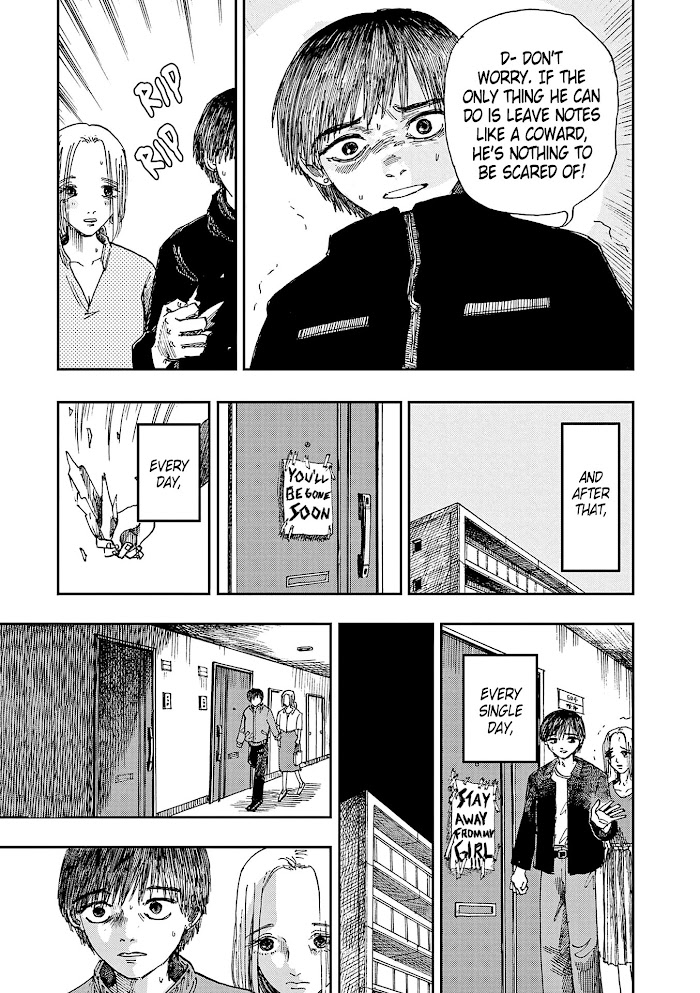 D- DON'T
WORRY. IF THE
ONLY THING HE CAN
DO IS LEAVE NOTES
LIKE A COWARD,
HE'S NOTHING TO
BE SCARED OF!
RIP
RIP
AND
AFTER
THAT,
YOU'LL
BE GONE
SOON
EVERY
DAY,
EVERY
SINGLE
DAY,
STAY
AWAY
FROM MY
GIRL